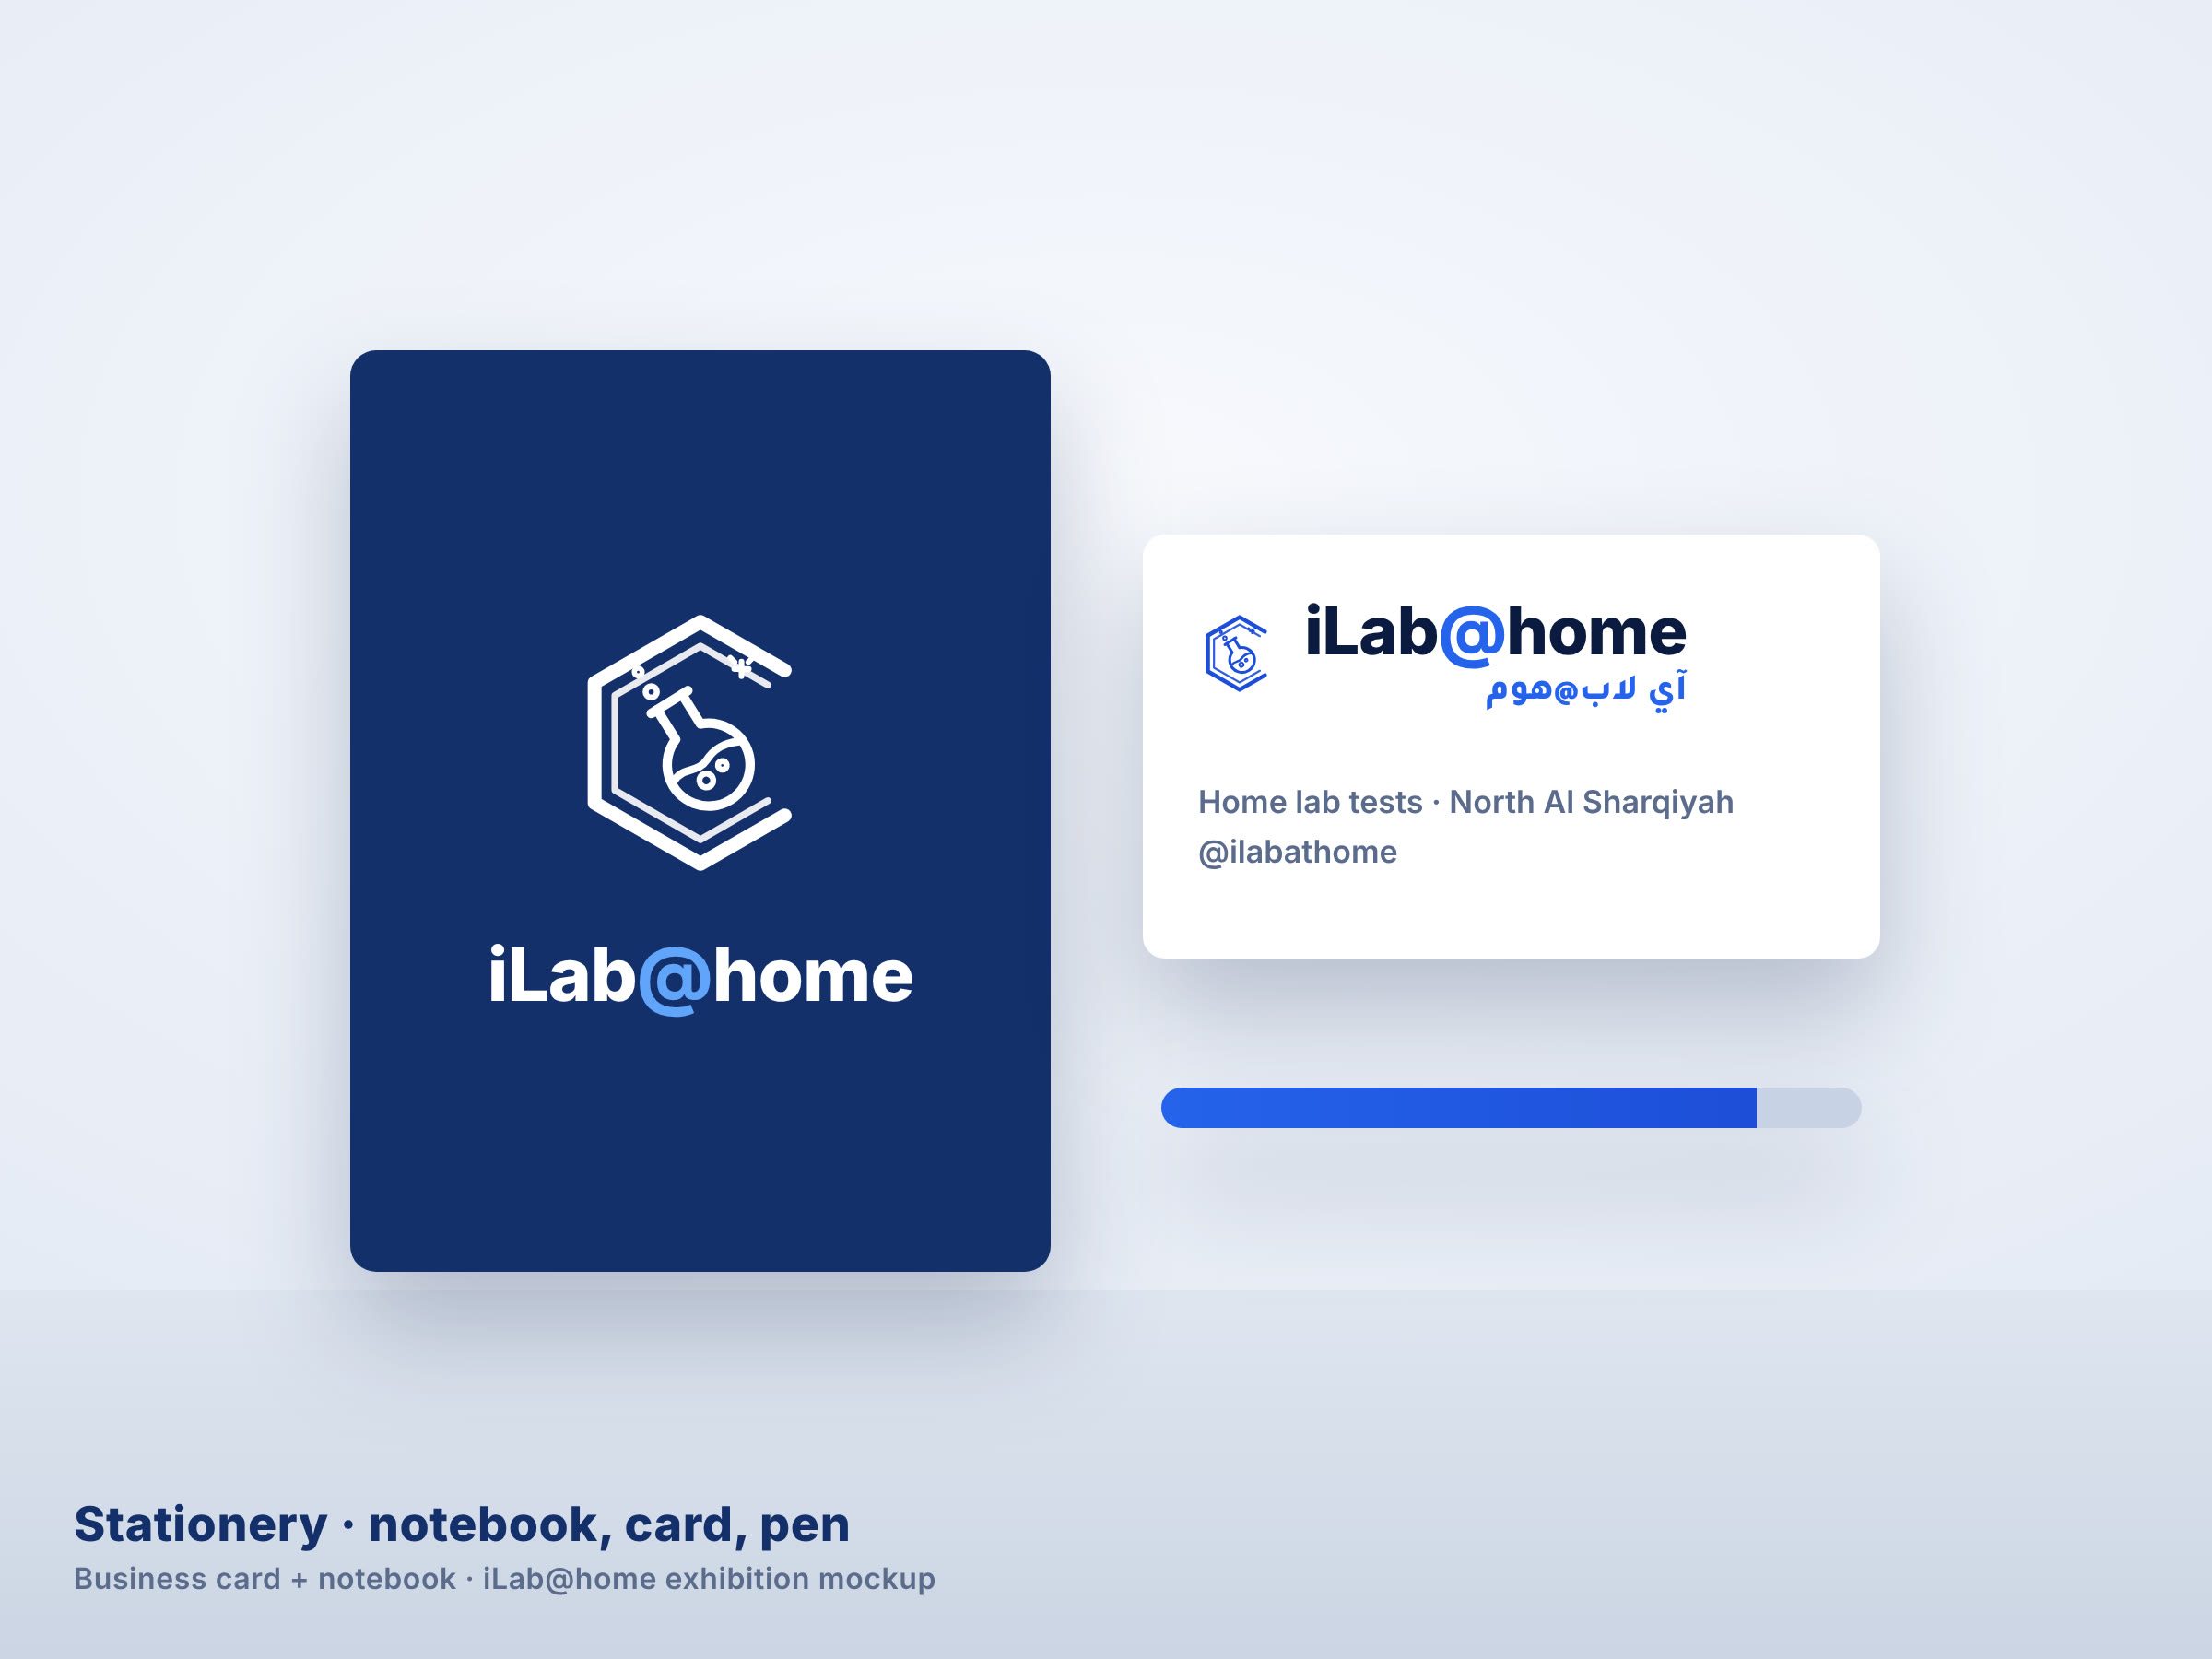 iLab@home
iLab@home
آي لاب@هوم
Home lab tests · North Al Sharqiyah
@ilabathome
Stationery · notebook, card, pen
Business card + notebook · iLab@home exhibition mockup